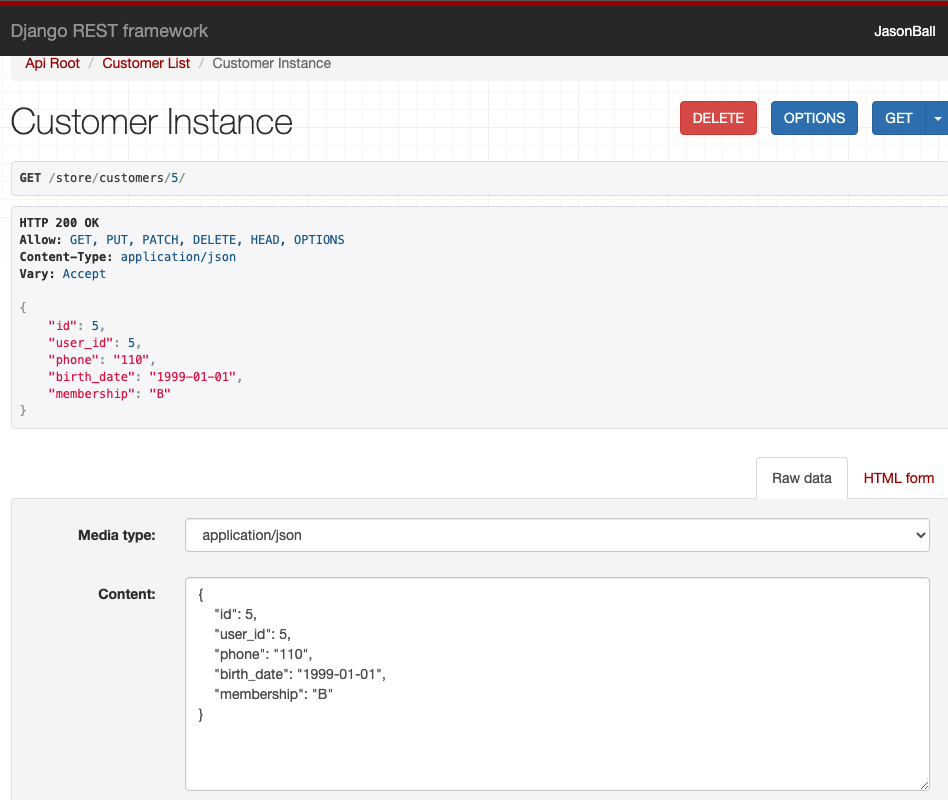 Django REST framework
JasonBall
Api Root / Customer List / Customer Instance
Customer Instance
DELETE
OPTIONS
GET
GET /store/customers/5/
HTTP 200 OK
Allow: GET, PUT, PATCH, DELETE, HEAD, OPTIONS
Content-Type: application/json
Vary: Accept
{
    "id": 5,
    "user_id": 5,
    "phone": "110",
    "birth_date": "1999-01-01",
    "membership": "B"
}
Raw data
HTML form
Media type:
application/json
Content:
{
    "id": 5,
    "user_id": 5,
    "phone": "110",
    "birth_date": "1999-01-01",
    "membership": "B"
}